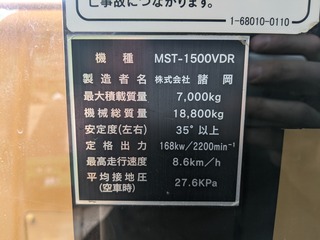 亡事故につながります。
1-68010-0110
機種 MST-1500VDR
製造者名 株式会社 諸岡
最大積載質量 7,000kg
機械総質量 18,800kg
安定度(左右) 35°以上
定格出力 168kw/2200min⁻¹
最高走行速度 8.6km/h
平均接地圧 27.6KPa
(空車時)